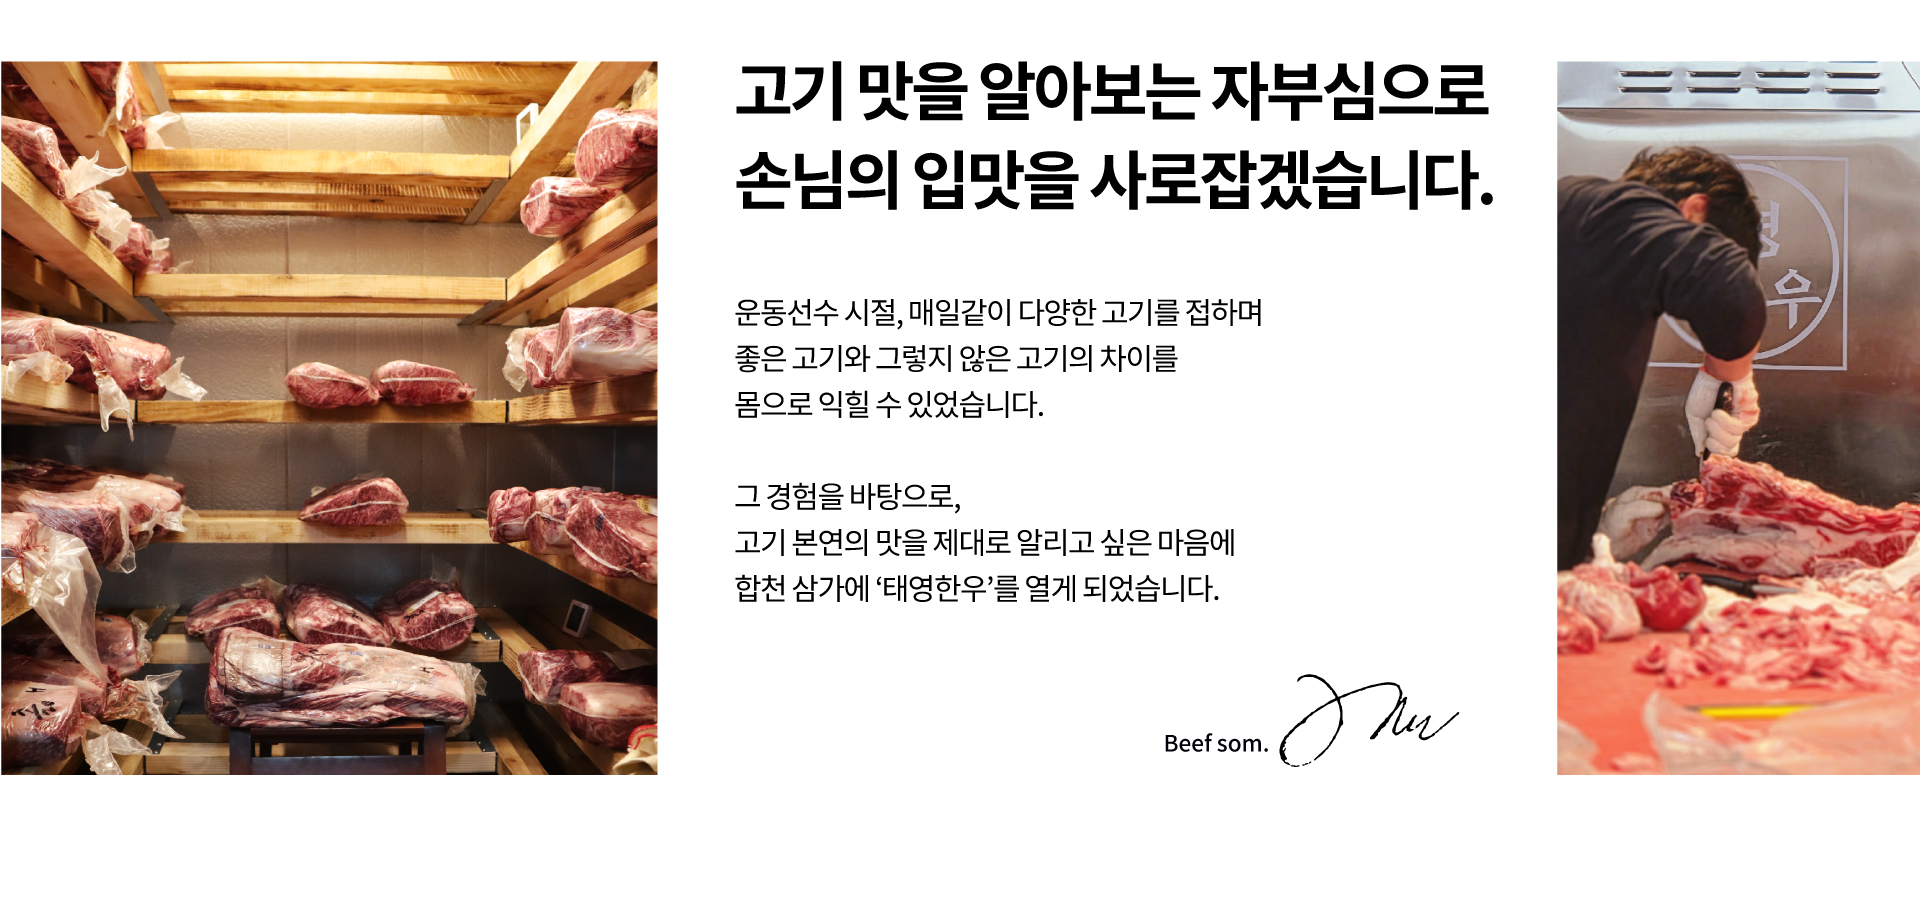 고기 맛을 알아보는 자부심으로
손님의 입맛을 사로잡겠습니다.
운동선수 시절, 매일같이 다양한 고기를 접하며
좋은 고기와 그렇지 않은 고기의 차이를
몸으로 익힐 수 있었습니다.
그 경험을 바탕으로,
고기 본연의 맛을 제대로 알리고 싶은 마음에
합천 삼가에 ‘태영한우’를 열게 되었습니다.
Beef som.
우